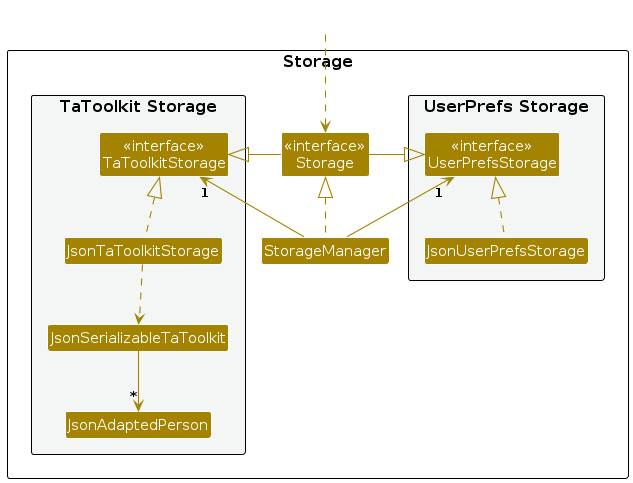 Storage
TaToolkit Storage
UserPrefs Storage
«interface»
TaToolkitStorage
«interface»
Storage
«interface»
UserPrefsStorage
1
1
JsonTaToolkitStorage
StorageManager
JsonUserPrefsStorage
JsonSerializableTaToolkit
*
JsonAdaptedPerson